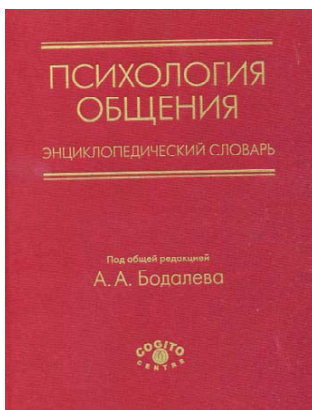 ПСИХОЛОГИЯ
ОБЩЕНИЯ
ЭНЦИКЛОПЕДИЧЕСКИЙ СЛОВАРЬ
Под общей редакцией
А. А. Бодалева
COGITO
CENTRE